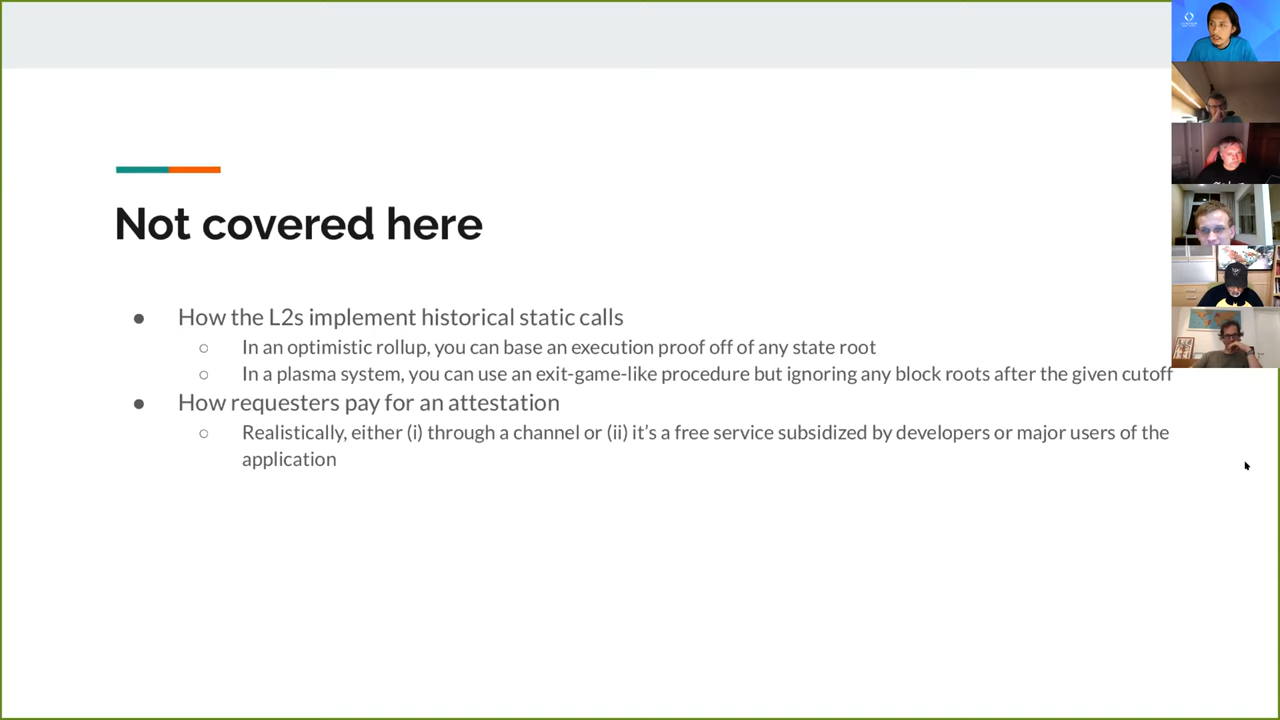 Not covered here
● How the L2s implement historical static calls
○ In an optimistic rollup, you can base an execution proof off of any state root
○ In a plasma system, you can use an exit-game-like procedure but ignoring any block roots after the given cutoff
● How requesters pay for an attestation
○ Realistically, either (i) through a channel or (ii) it’s a free service subsidized by developers or major users of the
application